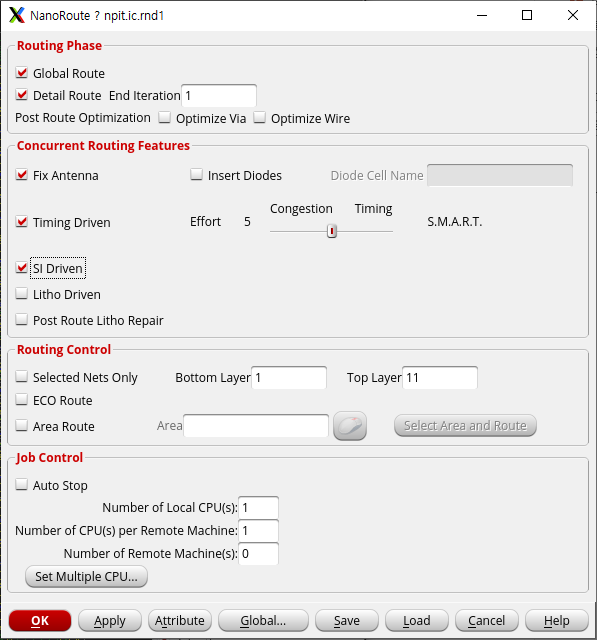 NanoRoute ? npit.ic.rnd1
Routing Phase
Global Route
Detail Route End Iteration 1
Post Route Optimization Optimize Via Optimize Wire
Concurrent Routing Features
Fix Antenna Insert Diodes Diode Cell Name
Congestion Timing
Timing Driven Effort 5 S.M.A.R.T.
SI Driven
Litho Driven
Post Route Litho Repair
Routing Control
Selected Nets Only Bottom Layer 1 Top Layer 11
ECO Route
Area Route Area Select Area and Route
Job Control
Auto Stop
Number of Local CPU(s): 1
Number of CPU(s) per Remote Machine: 1
Number of Remote Machine(s): 0
Set Multiple CPU...
OK Apply Attribute Global... Save Load Cancel Help